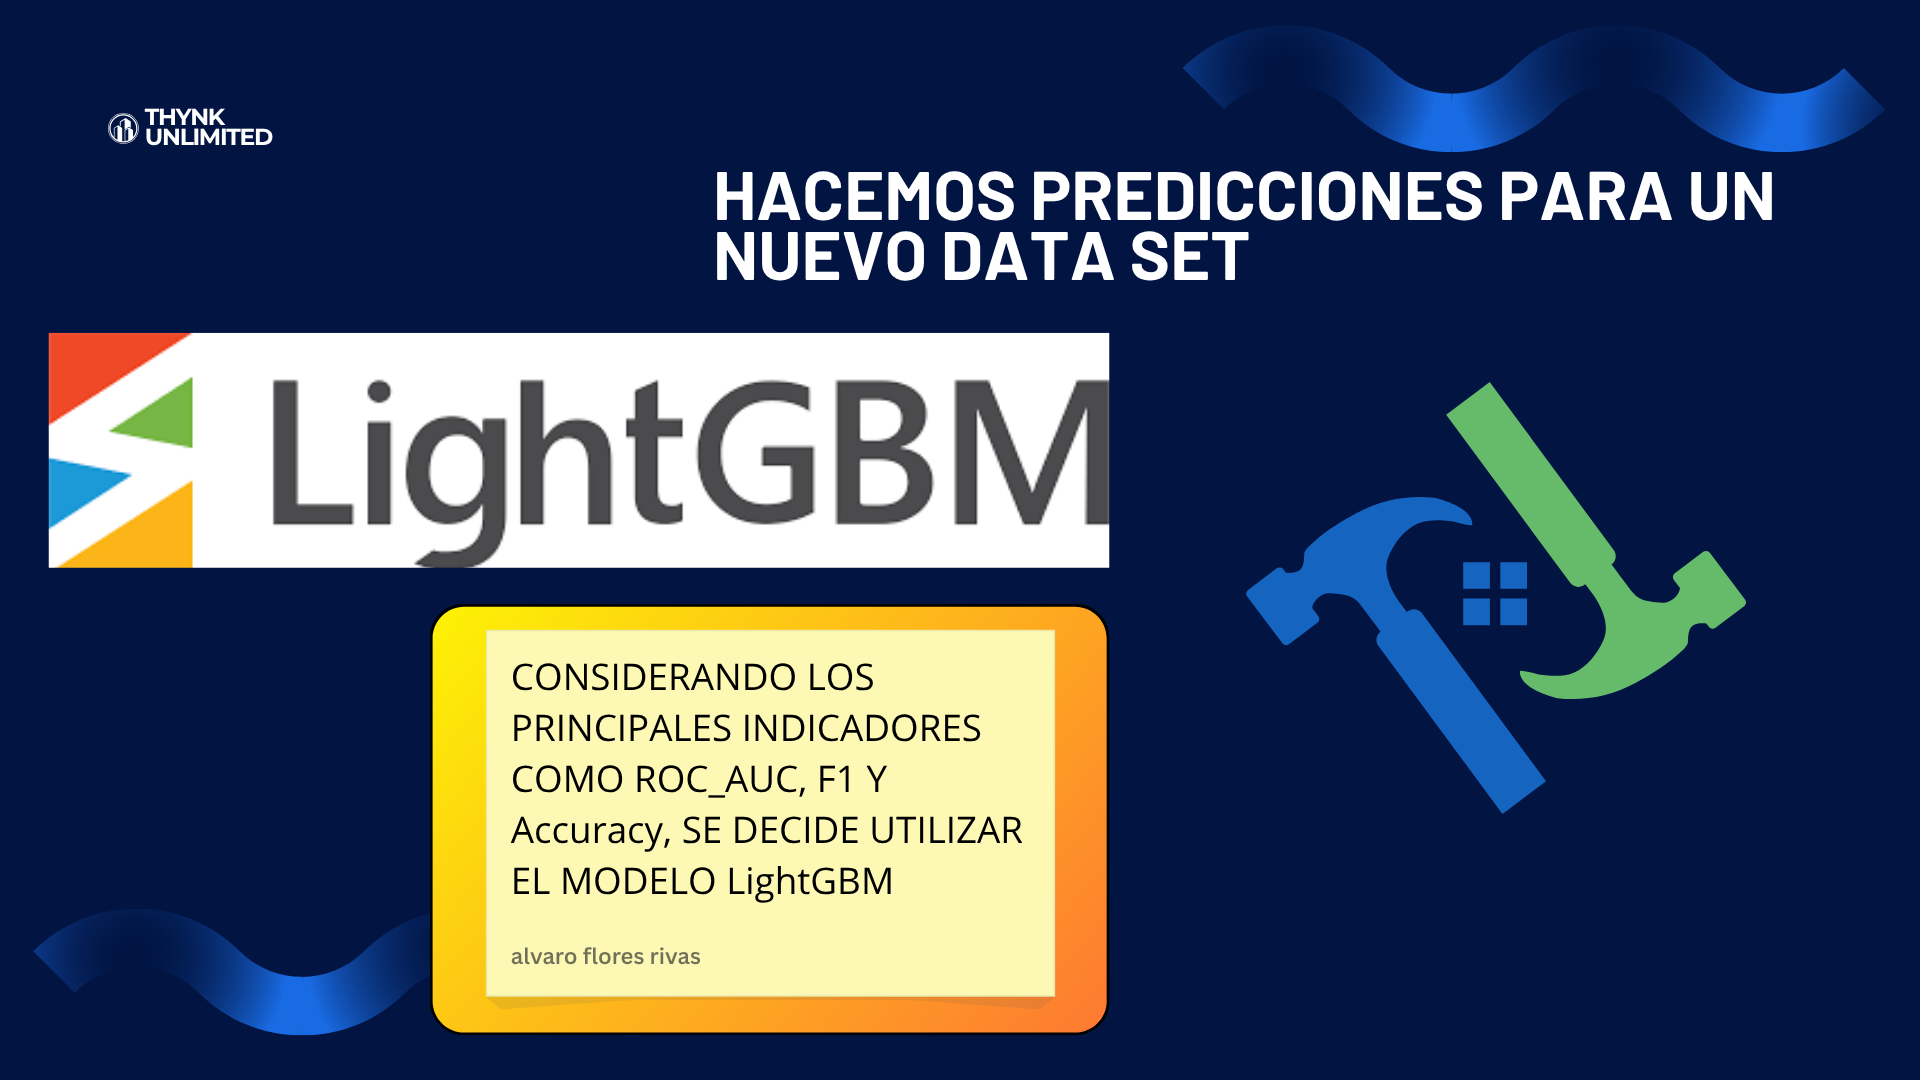 THYNK
UNLIMITED
HACEMOS PREDICCIONES PARA UN
NUEVO DATA SET
LightGBM
CONSIDERANDO LOS
PRINCIPALES INDICADORES
COMO ROC_AUC, F1 Y
Accuracy, SE DECIDE UTILIZAR
EL MODELO LightGBM
alvaro flores rivas